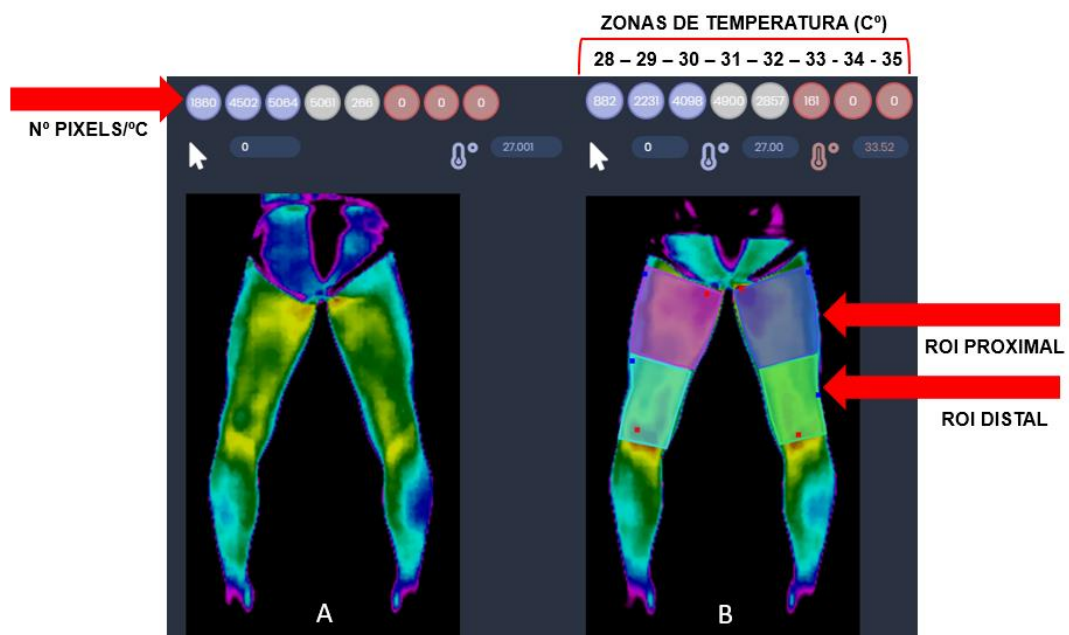 ZONAS DE TEMPERATURA (Cº)
28 – 29 – 30 – 31 – 32 – 33 - 34 - 35
1860 4502 5064 5061 266 0 0 0
882 2231 4098 4900 2857 161 0 0
Nº PIXELS/ºC
0 27.001
0 27.00 33.52
ROI PROXIMAL
ROI DISTAL
A
B